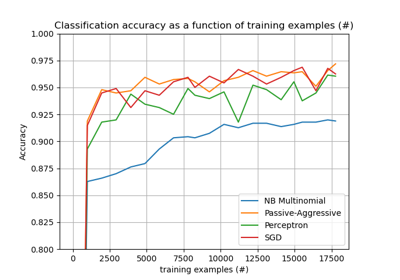 Classification accuracy as a function of training examples (#)
1.000
0.975
0.950
0.925
0.900
0.875
0.850
0.825
0.800
Accuracy
NB Multinomial
Passive-Aggressive
Perceptron
SGD
0 2500 5000 7500 10000 12500 15000 17500
training examples (#)